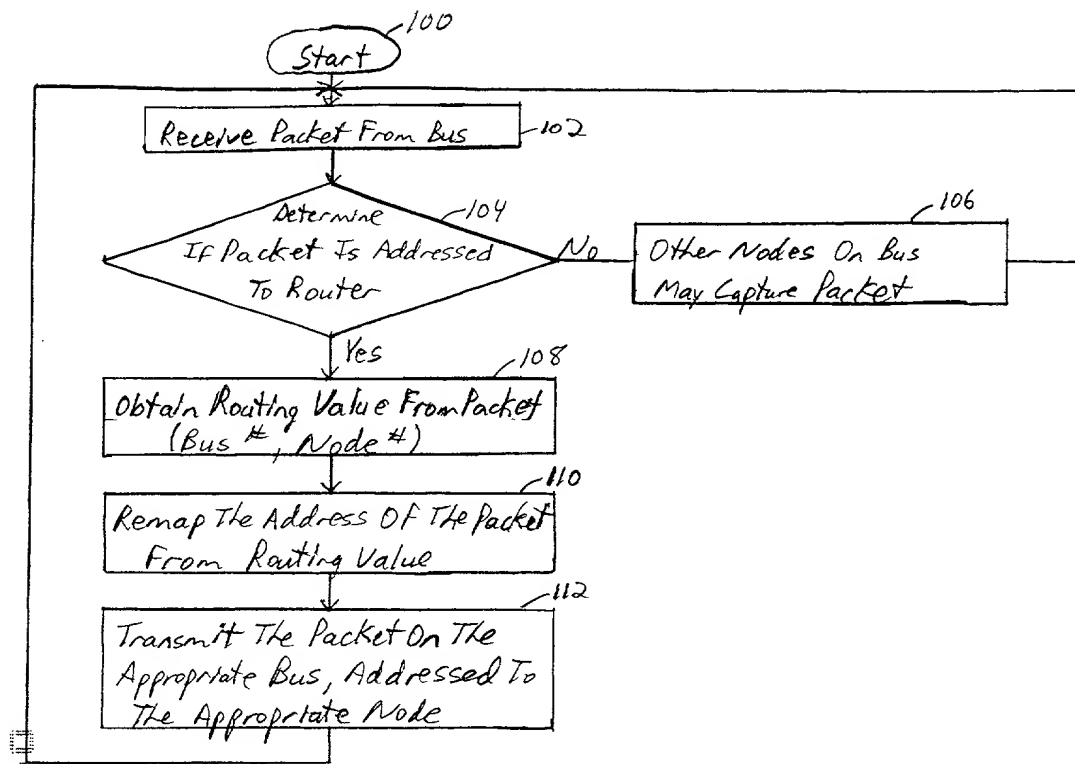 100
Start
Receive Packet From Bus
102
Determine
If Packet Is Addressed
To Router
104
No
106
Other Nodes On Bus
May Capture Packet
Yes
108
Obtain Routing Value From Packet
(Bus #, Node #)
110
Remap The Address Of The Packet
From Routing Value
112
Transmit The Packet On The
Appropriate Bus, Addressed To
The Appropriate Node